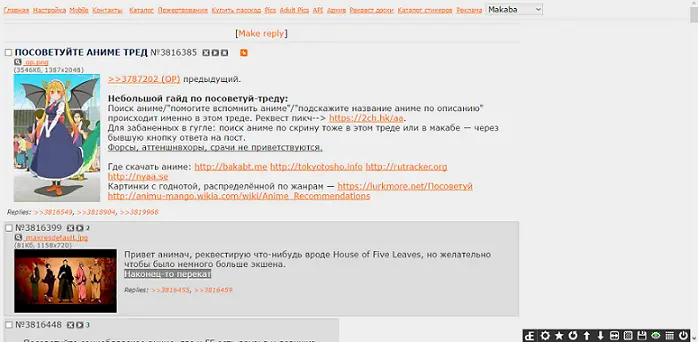 Главная Настройка Mobile Контакты Каталог Пожертвования Купить пасскод Pics Adult Pics API Архив Реквест доски Каталог стикеров Реклама Makaba
[Make reply]
ПОСОВЕТУЙТЕ АНИМЕ ТРЕД №3816385
op.png
(3546Кб, 1387x2048)
>>3787202 (OP) предыдущий.
Небольшой гайд по посоветуй-треду:
Поиск аниме/"помогите вспомнить аниме"/"подскажите название аниме по описанию"
происходит именно в этом треде. Реквест пикч--> https://2ch.hk/aa.
Для забаненных в гугле: поиск аниме по скрину тоже в этом треде или в макабе — через
бывшую кнопку ответа на пост.
Форсы, аттеншнвхоры, срачи не приветствуются.
Где скачать аниме: http://bakabt.me http://tokyotosho.info http://rutracker.org
http://nyaa.se
Картинки с годнотой, распределённой по жанрам — https://lurkmore.net/Посоветуй
http://animu-mango.wikia.com/wiki/Anime_Recommendations
Replies: >>3816549, >>3818904, >>3819966
№3816399 2
maxresdefault.jpg
(81Кб, 1158x720)
Привет анимач, реквестирую что-нибудь вроде House of Five Leaves, но желательно
чтобы было немного больше экшена.
Наконец-то перекат
Replies: >>3816455, >>3816459
№3816448 3